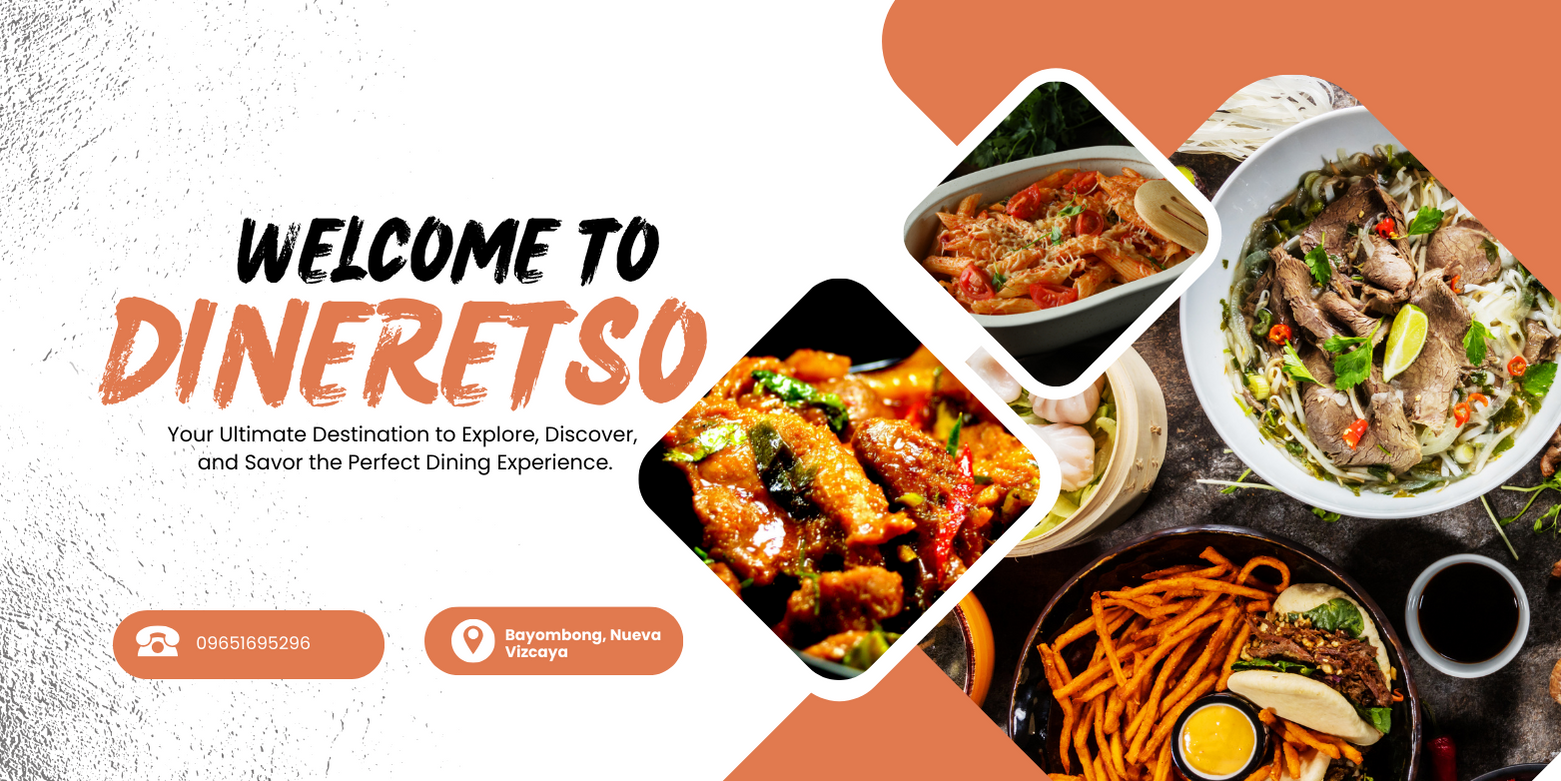 WELCOME TO
DINERETSO
Your Ultimate Destination to Explore, Discover,
and Savor the Perfect Dining Experience.
09651695296
Bayombong, Nueva
Vizcaya